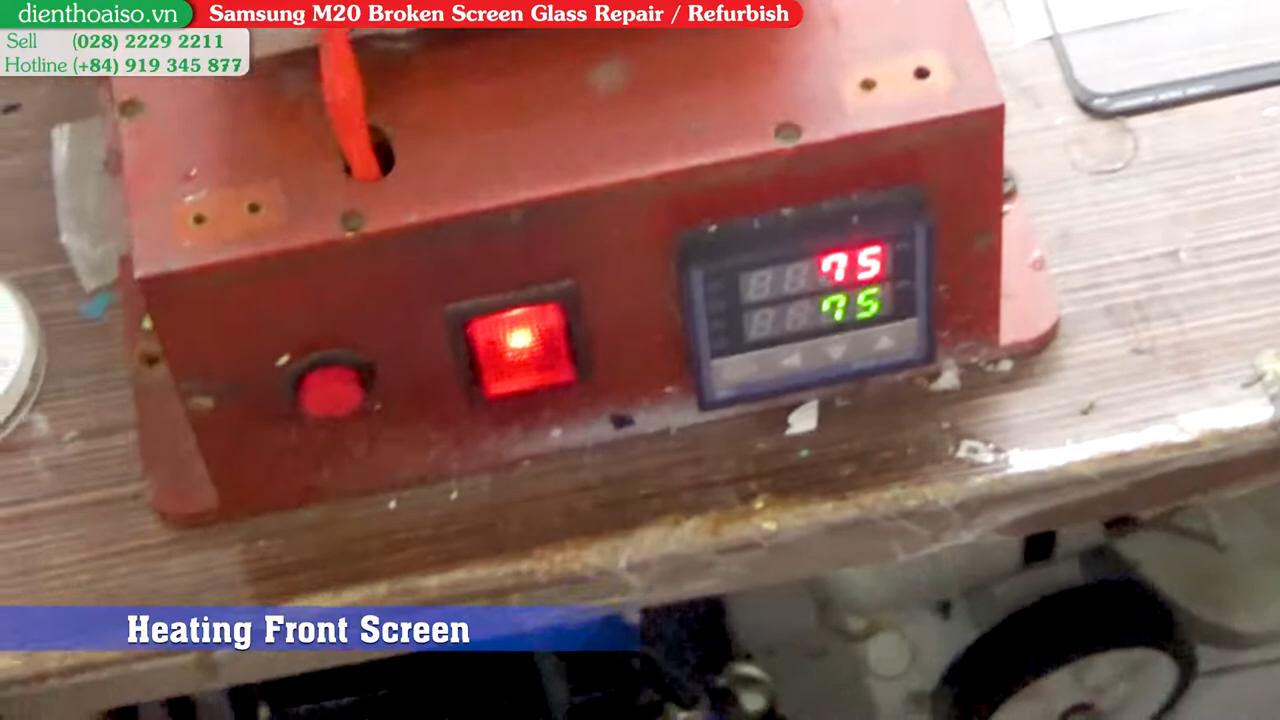 dienthoaiso.vn
Samsung M20 Broken Screen Glass Repair / Refurbish
Sell (028) 2229 2211
Hotline (+84) 919 345 877
75
75
Heating Front Screen